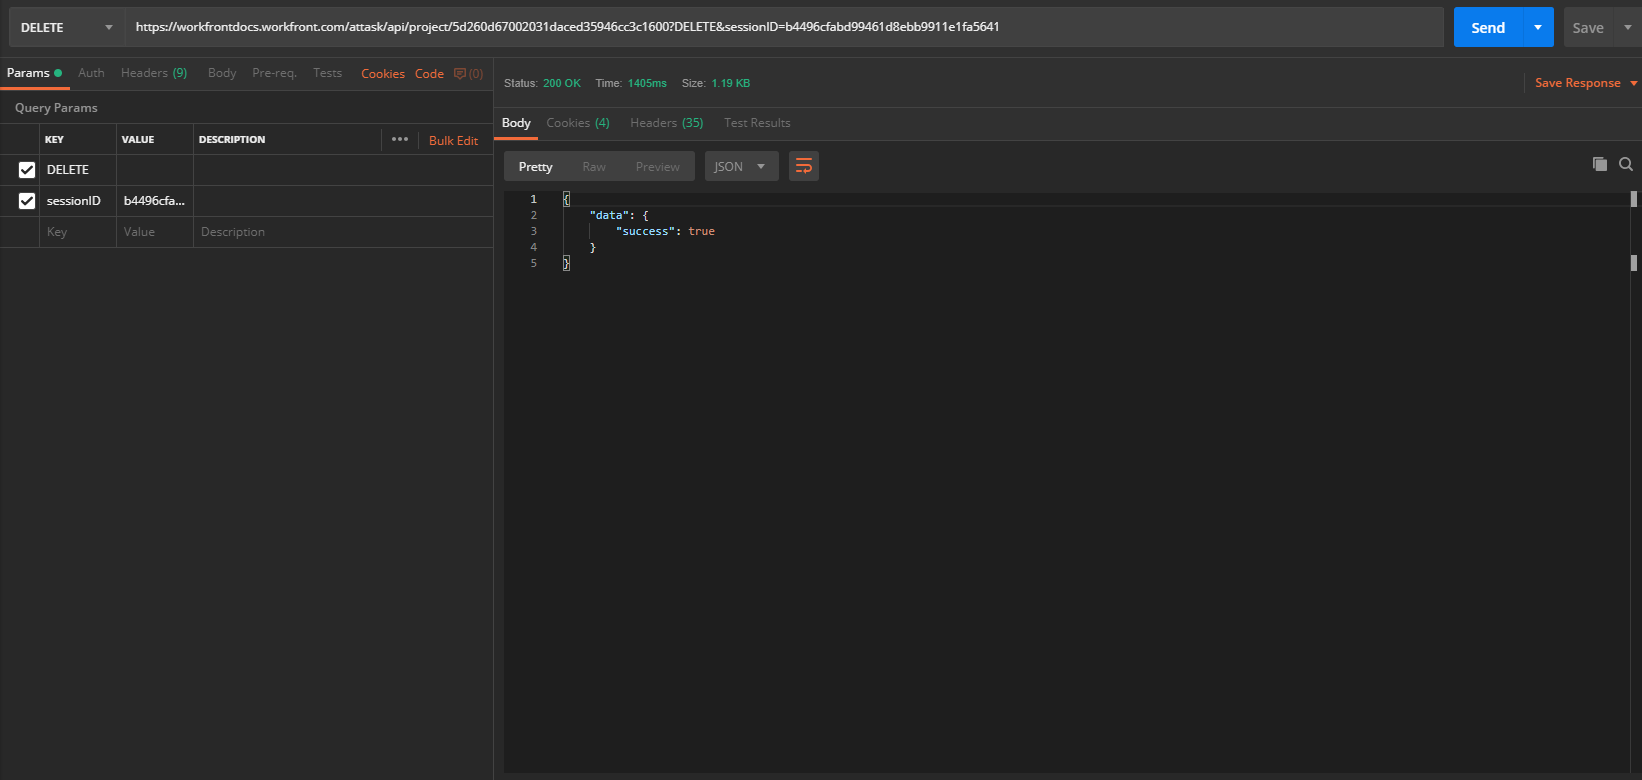 DELETE https://workfrontdocs.workfront.com/attask/api/project/5d260d67002031daced35946cc3c1600?DELETE&sessionID=b4496cfabd99461d8ebb9911e1fa5641 Send Save
Params Auth Headers (9) Body Pre-req. Tests Cookies Code (0)
Query Params
KEY VALUE DESCRIPTION ••• Bulk Edit
DELETE
sessionID b4496cfa...
Key Value Description
Status: 200 OK Time: 1405ms Size: 1.19 KB Save Response
Body Cookies (4) Headers (35) Test Results
Pretty Raw Preview JSON
1 {
2 "data": {
3 "success": true
4 }
5 }